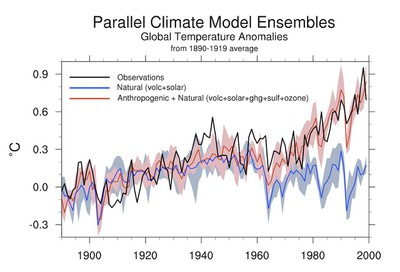 Parallel Climate Model Ensembles
Global Temperature Anomalies
from 1890-1919 average
Observations
Natural (volc+solar)
Anthropogenic + Natural (volc+solar+ghg+sulf+ozone)
°C
0.9
0.6
0.3
0.0
-0.3
1900 1920 1940 1960 1980 2000